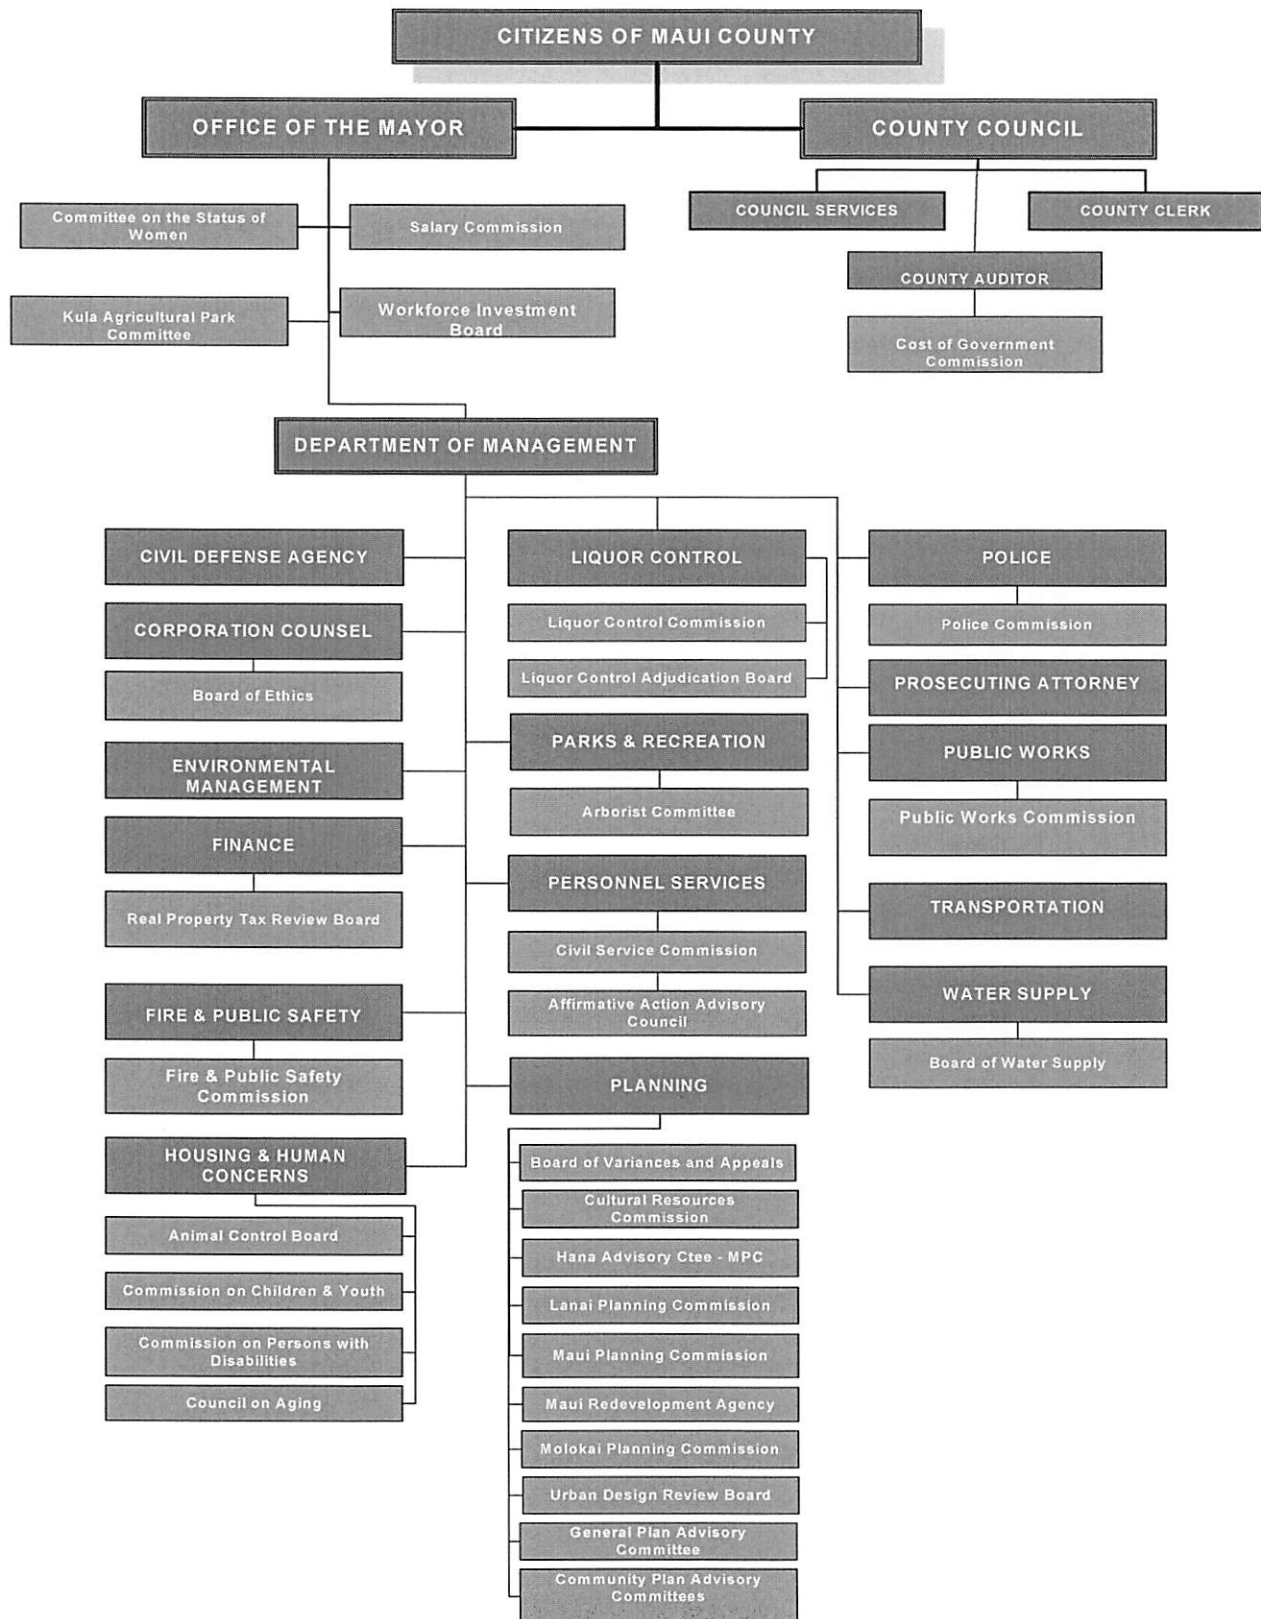 CITIZENS OF MAUI COUNTY
OFFICE OF THE MAYOR
COUNTY COUNCIL
COUNCIL SERVICES
COUNTY CLERK
Committee on the Status of
Women
Salary Commission
COUNTY AUDITOR
Kula Agricultural Park
Committee
Workforce Investment
Board
Cost of Government
Commission
DEPARTMENT OF MANAGEMENT
CIVIL DEFENSE AGENCY
CORPORATION COUNSEL
Board of Ethics
ENVIRONMENTAL
MANAGEMENT
FINANCE
Real Property Tax Review Board
FIRE & PUBLIC SAFETY
Fire & Public Safety
Commission
HOUSING & HUMAN
CONCERNS
Animal Control Board
Commission on Children & Youth
Commission on Persons with
Disabilities
Council on Aging
LIQUOR CONTROL
Liquor Control Commission
Liquor Control Adjudication Board
PARKS & RECREATION
Arborist Committee
PERSONNEL SERVICES
Civil Service Commission
Affirmative Action Advisory
Council
PLANNING
Board of Variances and Appeals
Cultural Resources
Commission
Hana Advisory Ctee - MPC
Lanai Planning Commission
Maui Planning Commission
Maui Redevelopment Agency
Molokai Planning Commission
Urban Design Review Board
General Plan Advisory
Committee
Community Plan Advisory
Committees
POLICE
Police Commission
PROSECUTING ATTORNEY
PUBLIC WORKS
Public Works Commission
TRANSPORTATION
WATER SUPPLY
Board of Water Supply